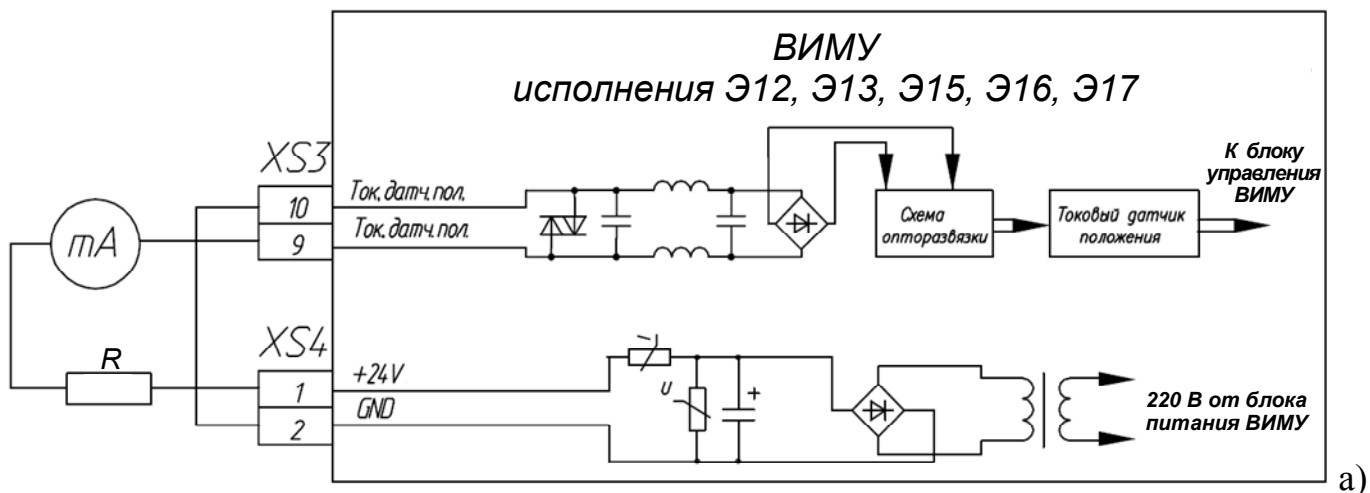 ВИМУ
исполнения Э12, Э13, Э15, Э16, Э17
XS3
10
9
Ток. датч. пол.
Ток. датч. пол.
mA
R
Схема
опторазвязки
Токовый датчик
положения
К блоку
управления
ВИМУ
XS4
1
2
+24V
GND
I
U
+
220 В от блока
питания ВИМУ
а)